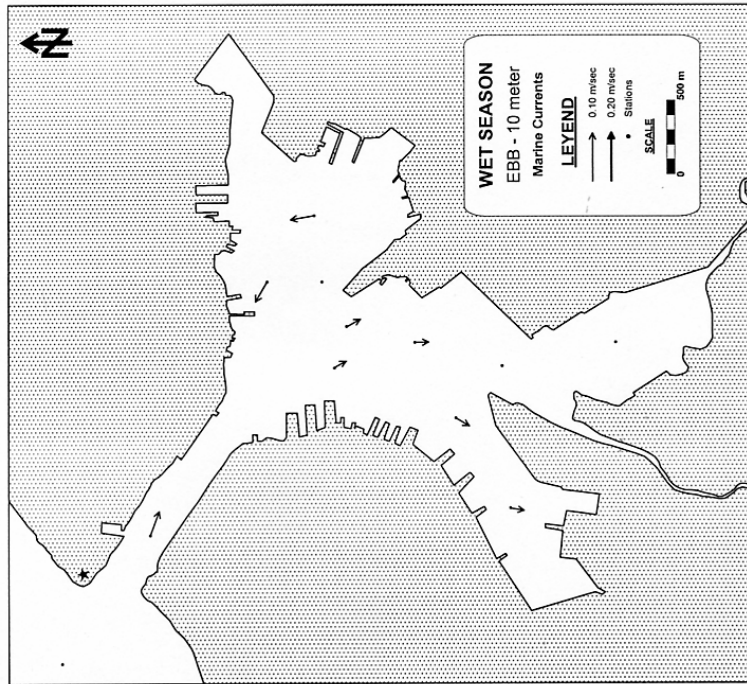 N
WET SEASON
EBB - 10 meter
Marine Currents
LEYEND
0.10 m/sec
0.20 m/sec
Stations
SCALE
0
500 m